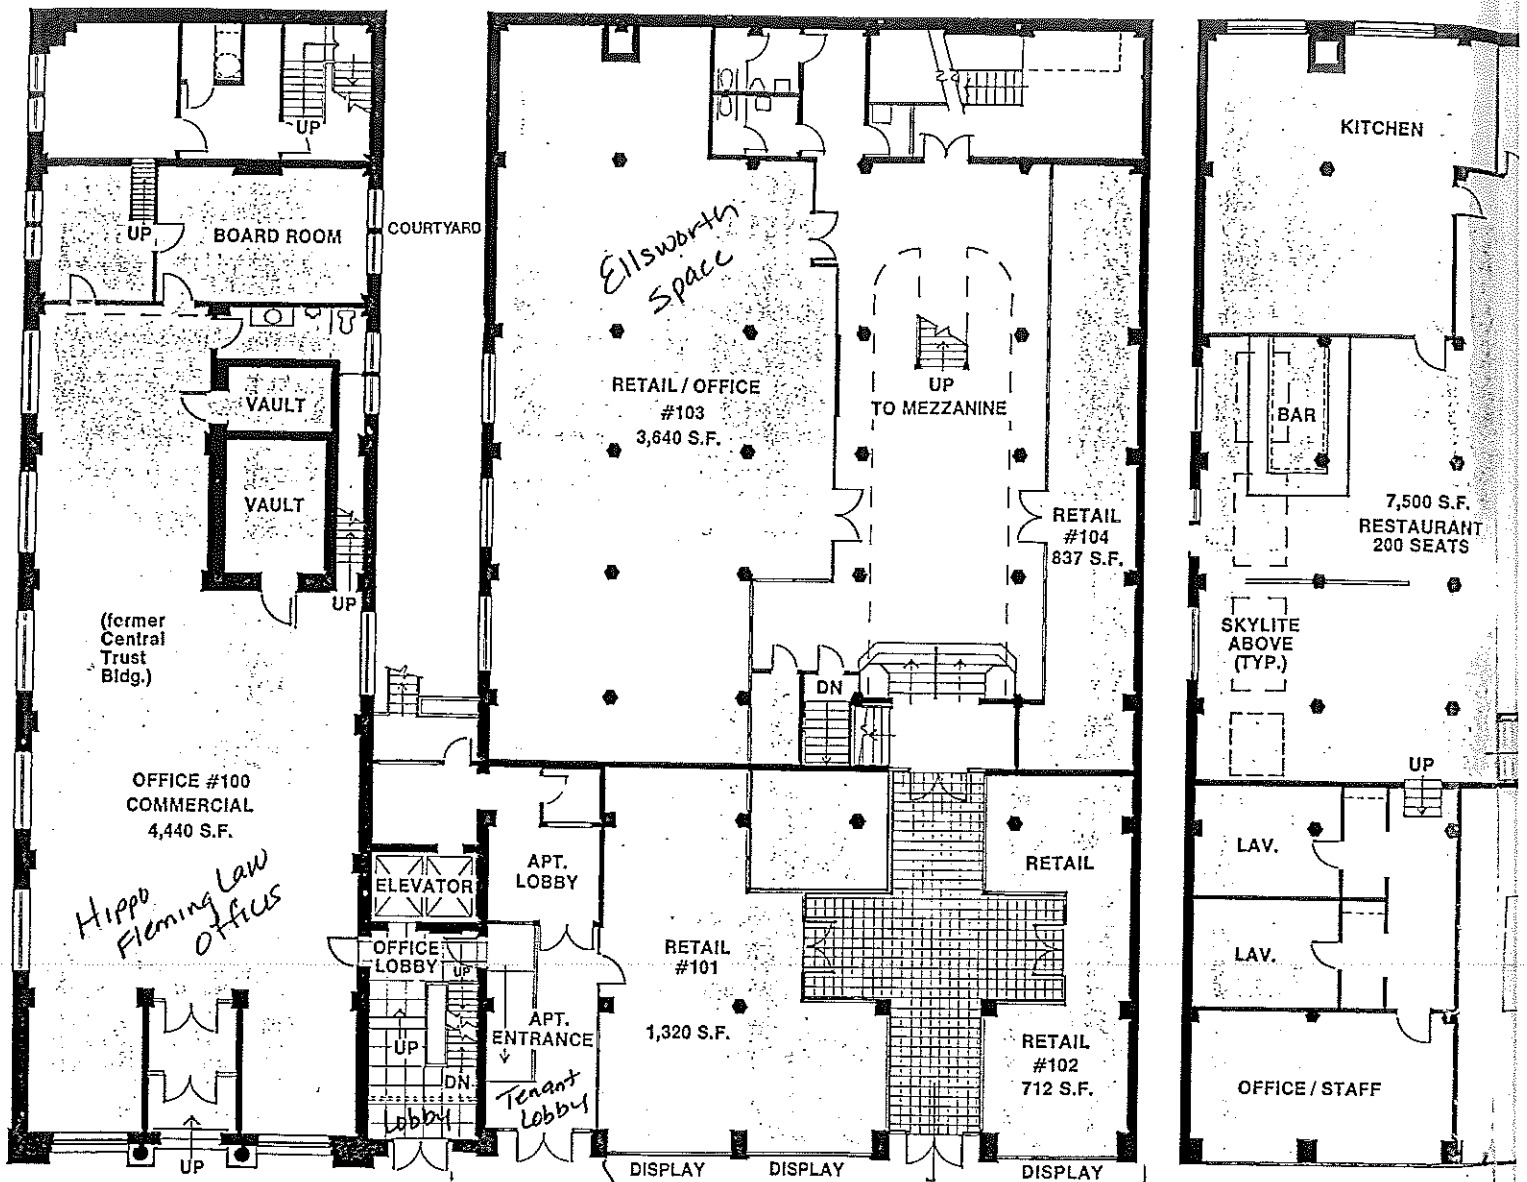 UP
UP
BOARD ROOM
VAULT
VAULT
UP
(former
Central
Trust
Bldg.)
OFFICE #100
COMMERCIAL
4,440 S.F.
Hippo
Fleming Law
Offices
UP
COURTYARD
ELEVATOR
OFFICE
LOBBY
UP
UP
DN
Lobby
APT.
LOBBY
APT.
ENTRANCE
Tenant
Lobby
Ellsworth
Space
RETAIL / OFFICE
#103
3,640 S.F.
UP
TO MEZZANINE
RETAIL
#104
837 S.F.
DN
RETAIL
#101
1,320 S.F.
RETAIL
RETAIL
#102
712 S.F.
DISPLAY
DISPLAY
DISPLAY
KITCHEN
BAR
7,500 S.F.
RESTAURANT
200 SEATS
SKYLITE
ABOVE
(TYP.)
UP
LAV.
LAV.
OFFICE / STAFF